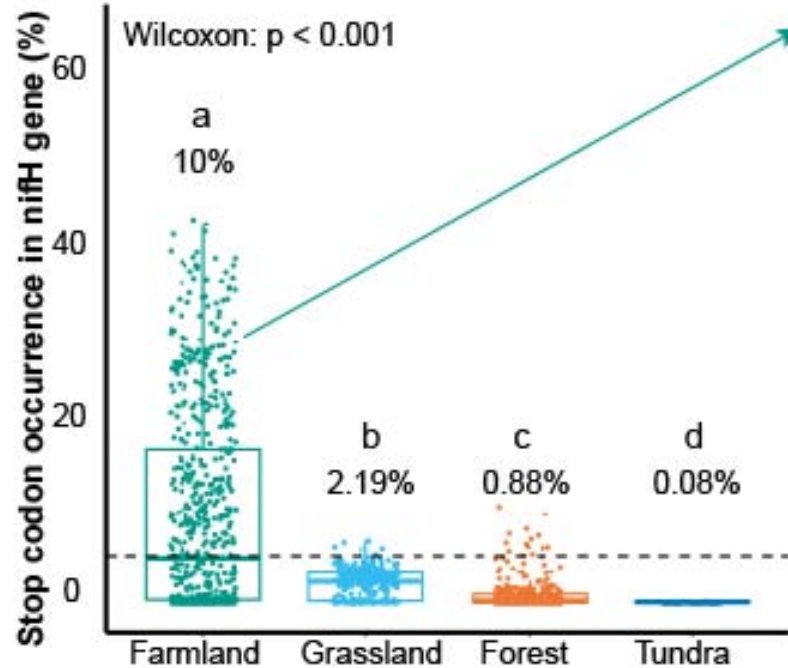 Stop codon occurrence in nifH gene (%)
Wilcoxon: p < 0.001
60
40
20
0
a
10%
b
2.19%
c
0.88%
d
0.08%
Farmland Grassland Forest Tundra